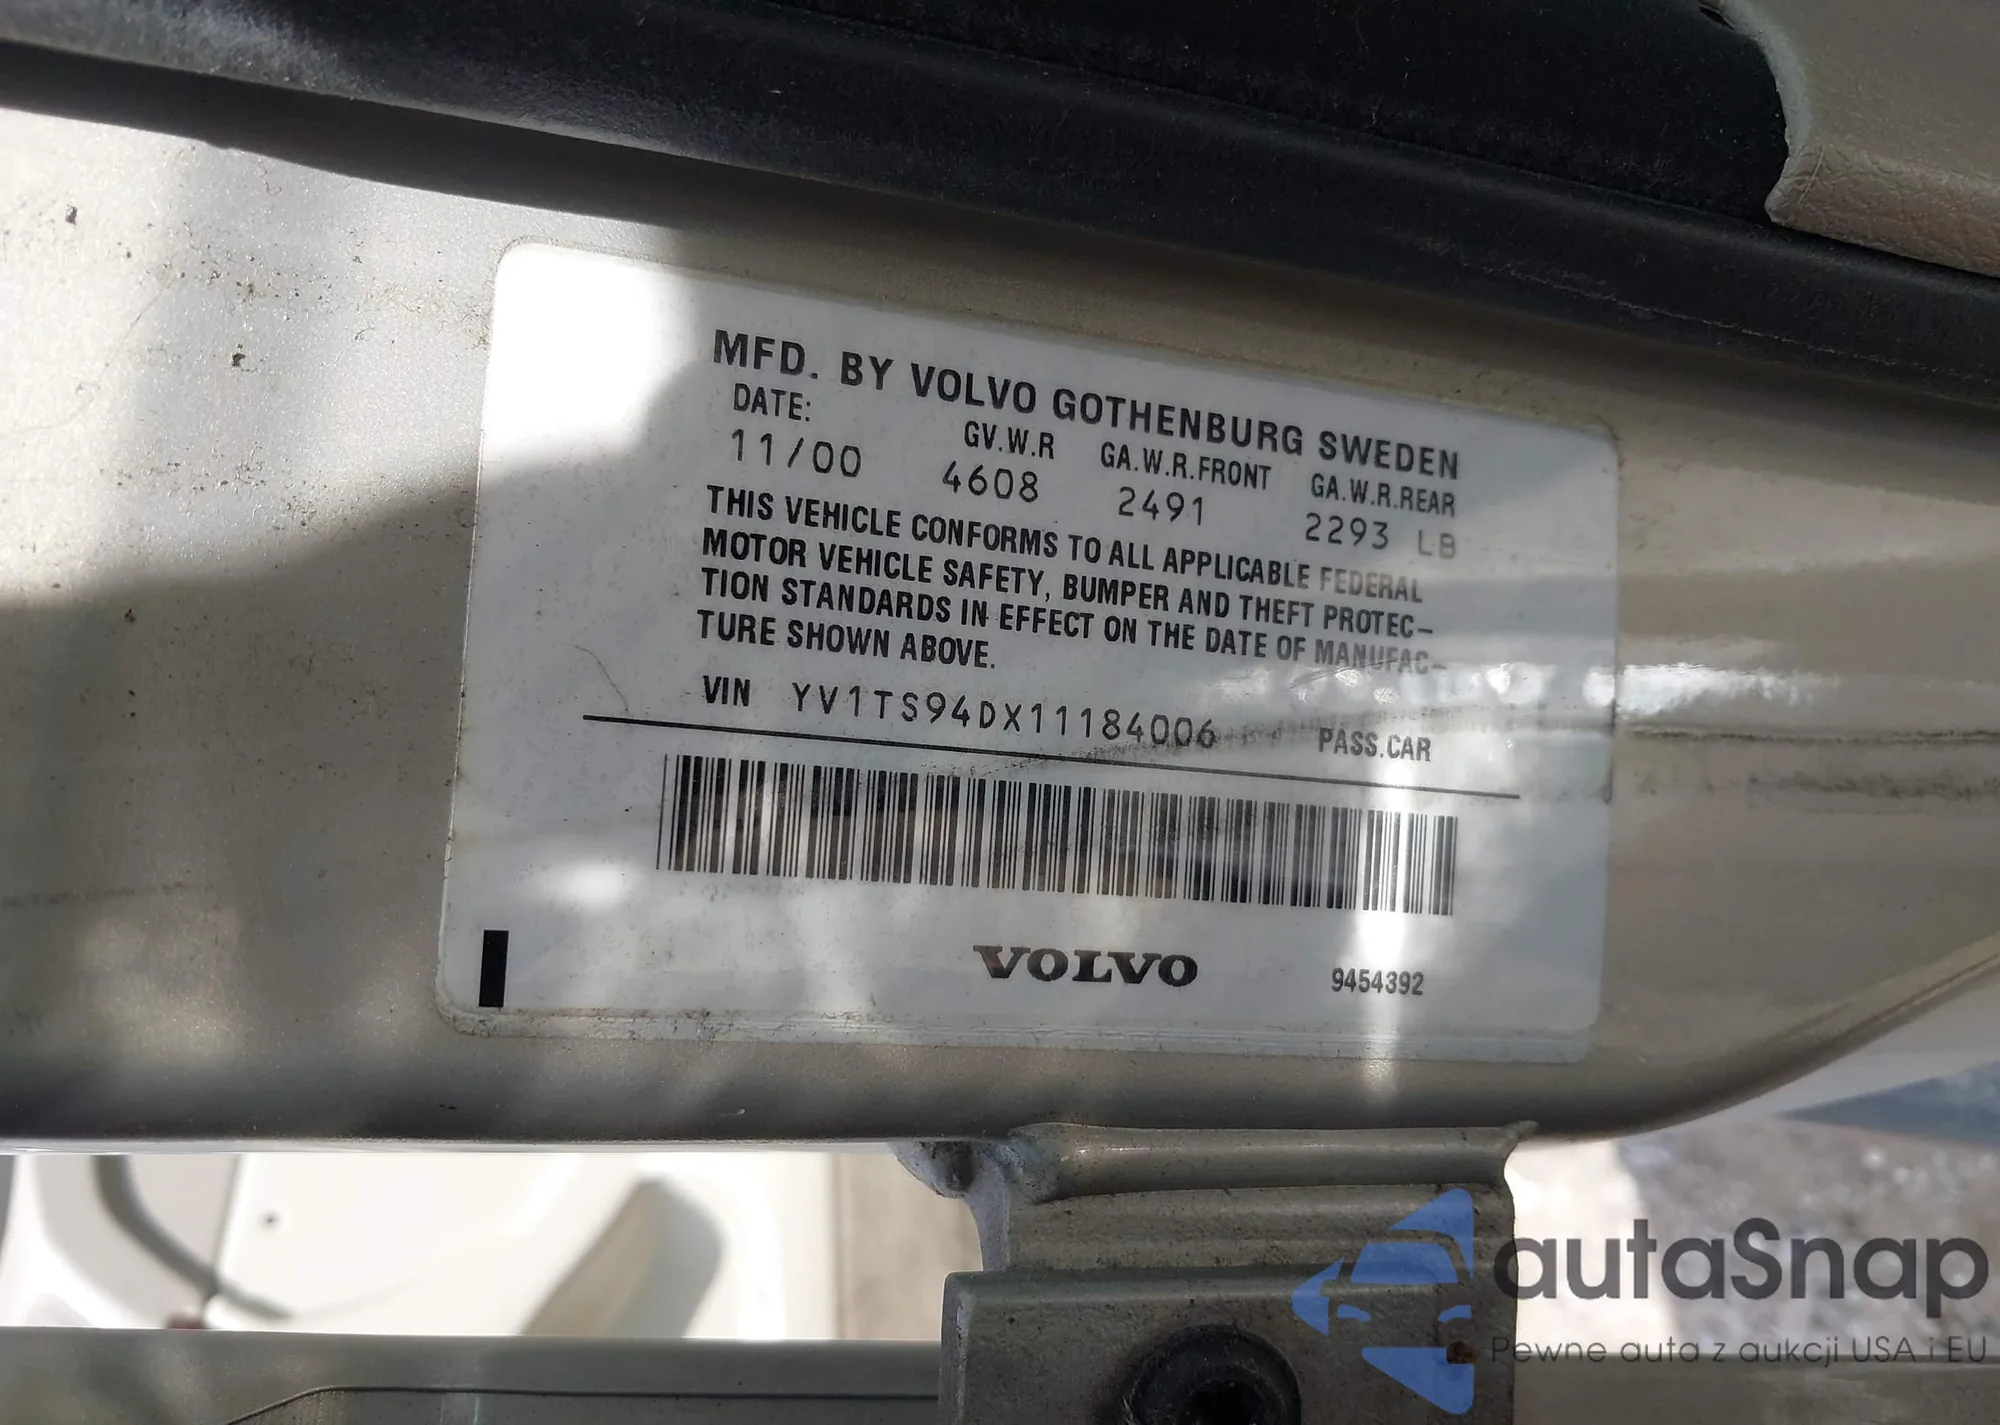 MFD. BY VOLVO GOTHENBURG SWEDEN
DATE: GV.W.R GA.W.R.FRONT GA.W.R.REAR
11/00 4608 2491 2293 LB
THIS VEHICLE CONFORMS TO ALL APPLICABLE FEDERAL
MOTOR VEHICLE SAFETY, BUMPER AND THEFT PROTEC-
TION STANDARDS IN EFFECT ON THE DATE OF MANUFAC-
TURE SHOWN ABOVE.
VIN YV1TS94DX11184006 PASS.CAR
VOLVO 9454392
autaSnap
Pewne auta z aukcji USA i EU